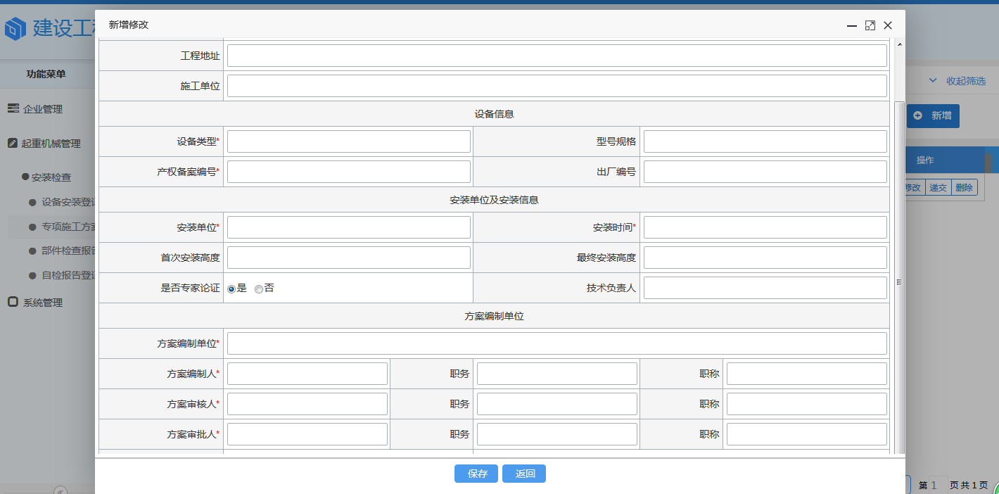 建设工
新增修改
功能菜单
企业管理
起重机械管理
安装检查
设备安装登
专项施工方案
部件检查报告
自检报告登
系统管理
工程地址
施工单位
设备信息
设备类型* 型号规格
产权备案编号* 出厂编号
安装单位及安装信息
安装单位* 安装时间*
首次安装高度 最终安装高度
是否专家论证 是 否 技术负责人
方案编制单位
方案编制单位*
方案编制人* 职务 职称
方案审核人* 职务 职称
方案审批人* 职务 职称
保存 返回
收起筛选
新增
操作
修改 递交 删除
第 1 页 共 1 页